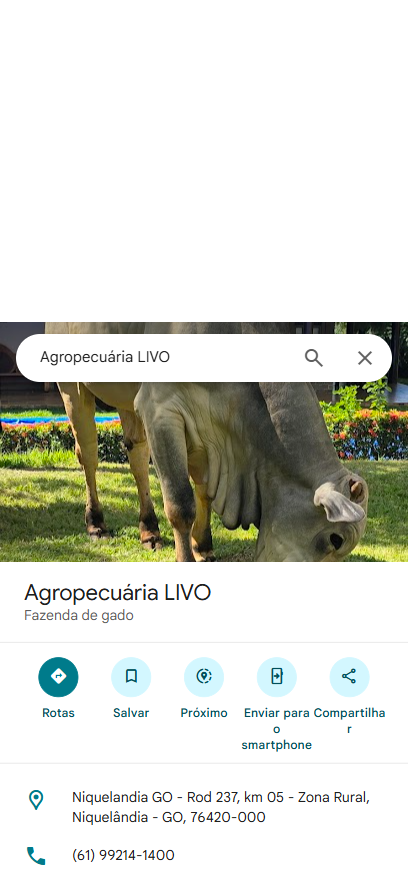 Agropecuária LIVO
Agropecuária LIVO
Fazenda de gado
Rotas
Salvar
Próximo
Enviar para
o
smartphone
Compartilha
r
Niquelandia GO - Rod 237, km 05 - Zona Rural,
Niquelândia - GO, 76420-000
(61) 99214-1400